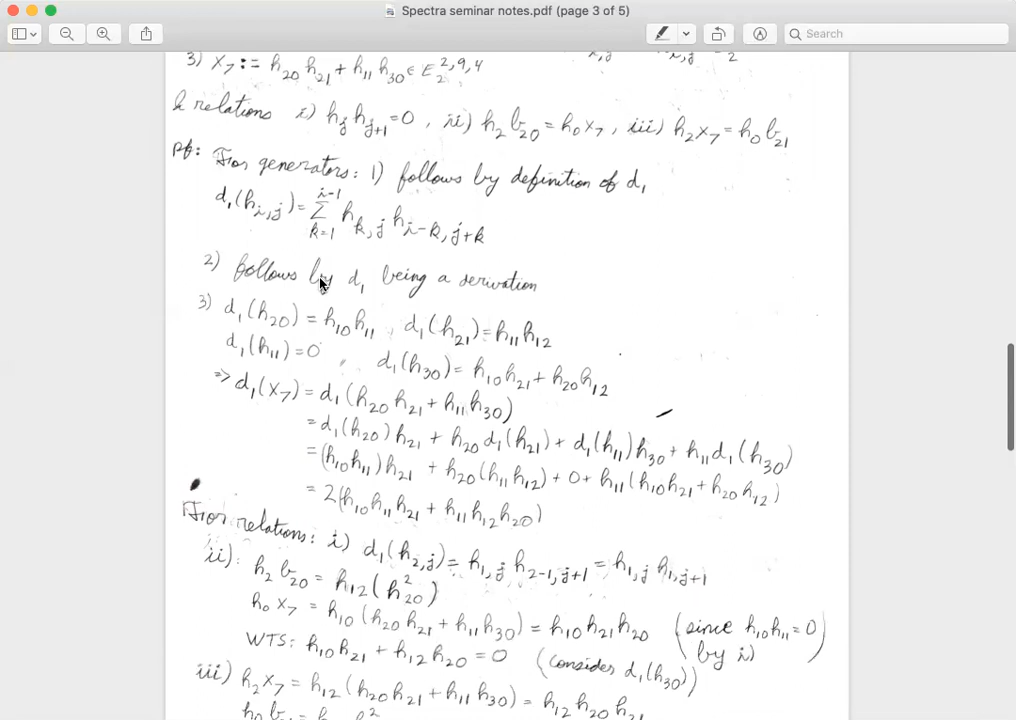 Spectra seminar notes.pdf (page 3 of 5)
Search
3) x₇ := h₂₀ h₂₁ + h₁₁ h₃₀ ∈ E₂^{2,9,4}
& relations i) h_j h_{j+1} = 0 , ii) h₂ b₂₀ = h₀ x₇ , iii) h₂ x₇ = h₀ b₂₁
pf: For generators: 1) follows by definition of d₁
d₁(h_{i,j}) = Σ_{k=1}^{i-1} h_{k,j} h_{i-k, j+k}
2) follows by d₁ being a derivation
3) d₁(h₂₀) = h₁₀ h₁₁ , d₁(h₂₁) = h₁₁ h₁₂
d₁(h₁₁) = 0 d₁(h₃₀) = h₁₀ h₂₁ + h₂₀ h₁₂
⇒ d₁(x₇) = d₁(h₂₀ h₂₁ + h₁₁ h₃₀)
= d₁(h₂₀) h₂₁ + h₂₀ d₁(h₂₁) + d₁(h₁₁) h₃₀ + h₁₁ d₁(h₃₀)
= (h₁₀ h₁₁) h₂₁ + h₂₀ (h₁₁ h₁₂) + 0 + h₁₁ (h₁₀ h₂₁ + h₂₀ h₁₂)
= 2(h₁₀ h₁₁ h₂₁ + h₁₁ h₁₂ h₂₀)
For relations: i) d₁(h_{2,j}) = h_{1,j} h_{2-1,j+1} = h_{1,j} h_{1,j+1}
ii): h₂ b₂₀ = h₁₂ (h₂₀²)
h₀ x₇ = h₁₀ (h₂₀ h₂₁ + h₁₁ h₃₀) = h₁₀ h₂₁ h₂₀ (since h₁₀ h₁₁ = 0 by i)
WTS: h₁₀ h₂₁ + h₁₂ h₂₀ = 0 (consider d₁(h₃₀))
iii) h₂ x₇ = h₁₂ (h₂₀ h₂₁ + h₁₁ h₃₀) = h₁₂ h₂₀ h₂₁